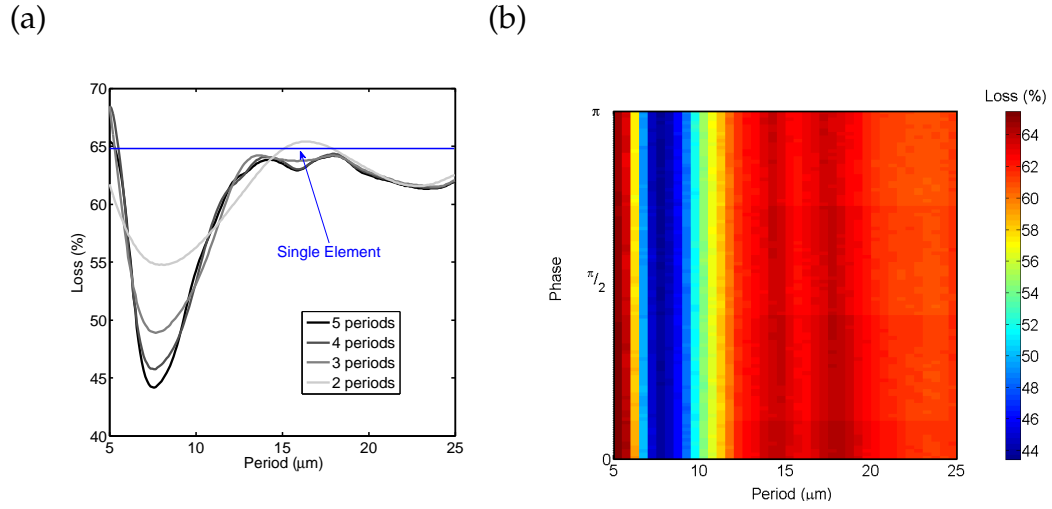 (a)
(b)
70
65
60
55
50
45
40
Loss (%)
Single Element
5 periods
4 periods
3 periods
2 periods
5
10
15
20
25
Period (μm)
π
π/2
0
Phase
5
10
15
20
25
Period (μm)
Loss (%)
64
62
60
58
56
54
52
50
48
46
44